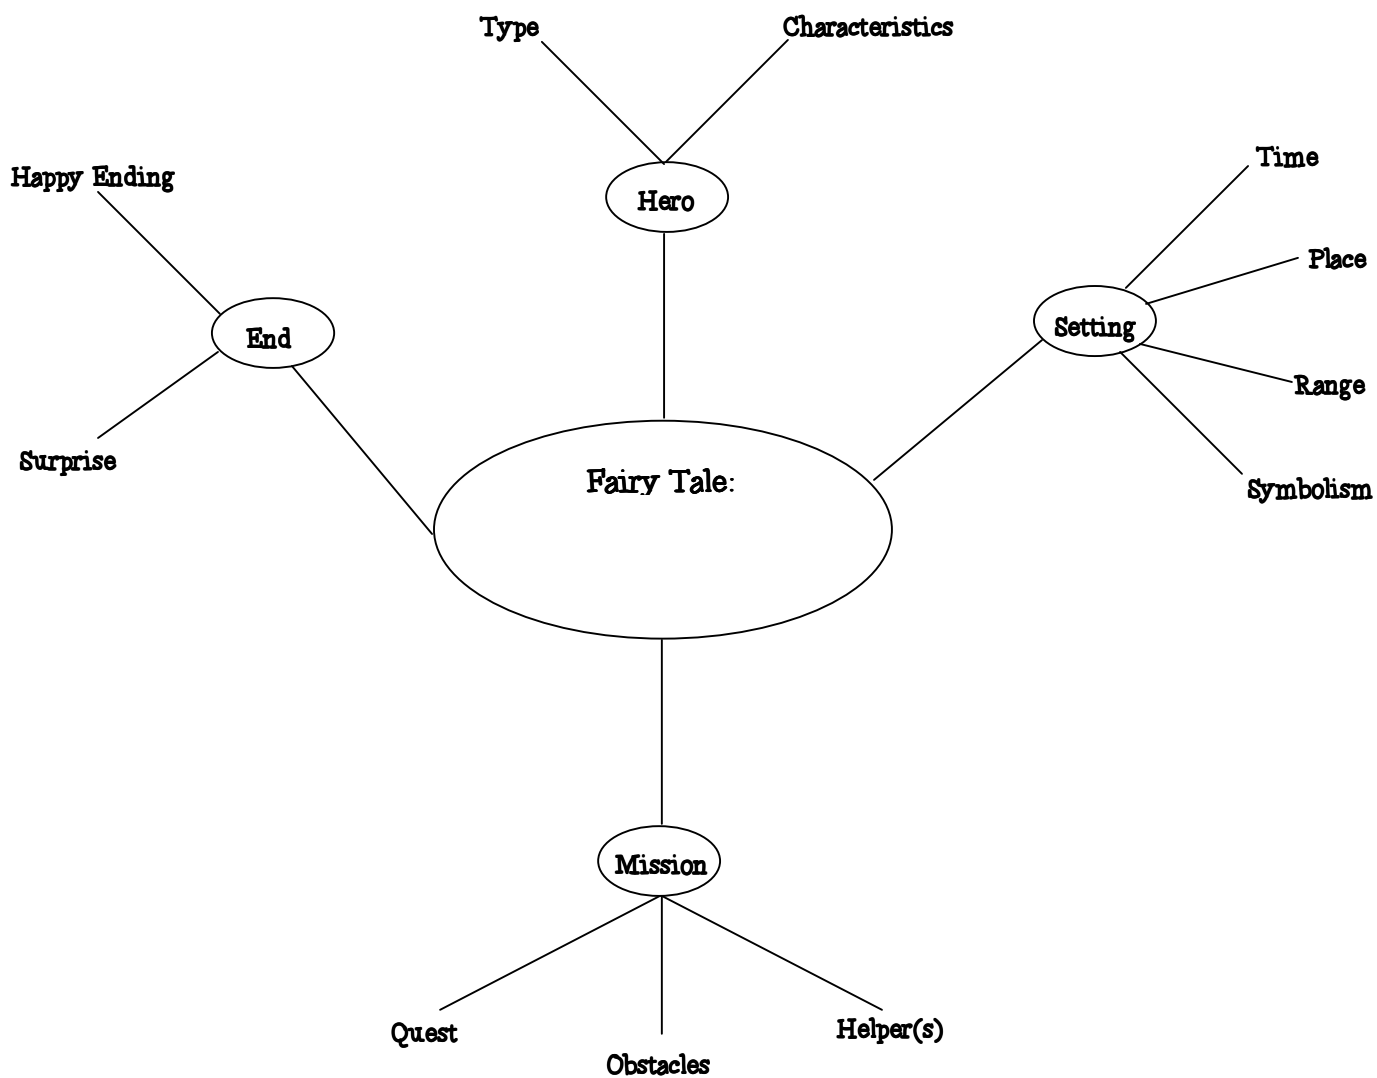 Type
Characteristics
Time
Happy Ending
Hero
Place
Setting
End
Range
Surprise
Fairy Tale:
Symbolism
Mission
Quest
Helper(s)
Obstacles